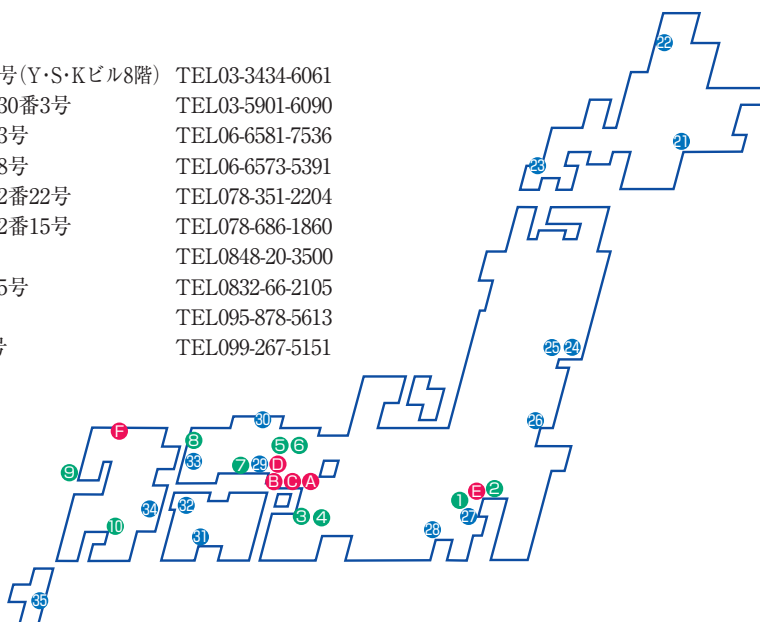 号（Y・S・Kビル8階） TEL03-3434-6061
30番3号 TEL03-5901-6090
3号 TEL06-6581-7536
8号 TEL06-6573-5391
2番22号 TEL078-351-2204
2番15号 TEL078-686-1860
TEL0848-20-3500
5号 TEL0832-66-2105
TEL095-878-5613
号 TEL099-267-5151
22
21
23
25 24
26
30
F
8
5 6
9
33
7 29 D
B C A
E 2
1
34
32
10
3 4
27
28
31
35